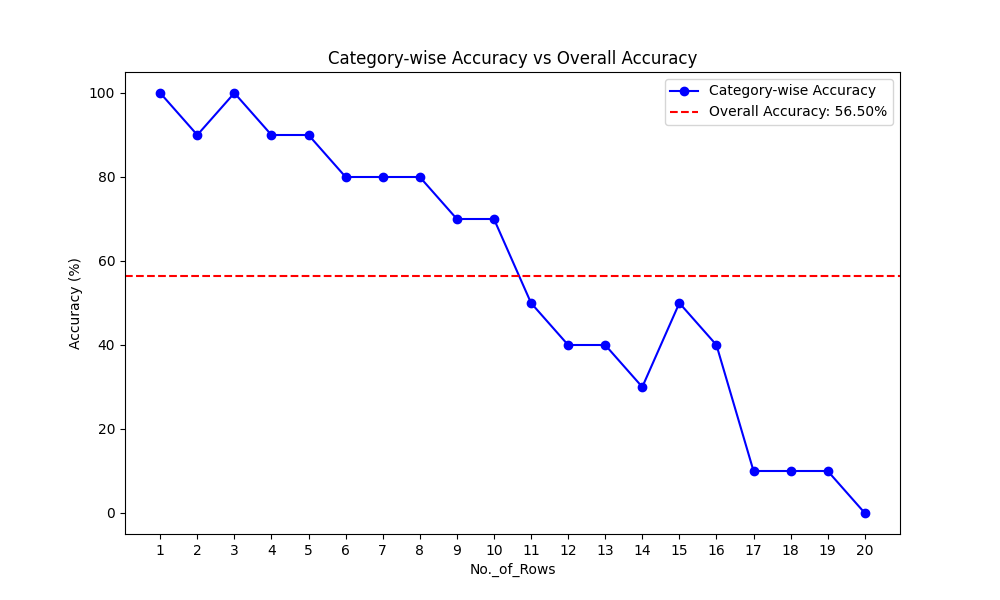 Category-wise Accuracy vs Overall Accuracy
Category-wise Accuracy
Overall Accuracy: 56.50%
100
80
60
40
20
0
Accuracy (%)
1 2 3 4 5 6 7 8 9 10 11 12 13 14 15 16 17 18 19 20
No._of_Rows